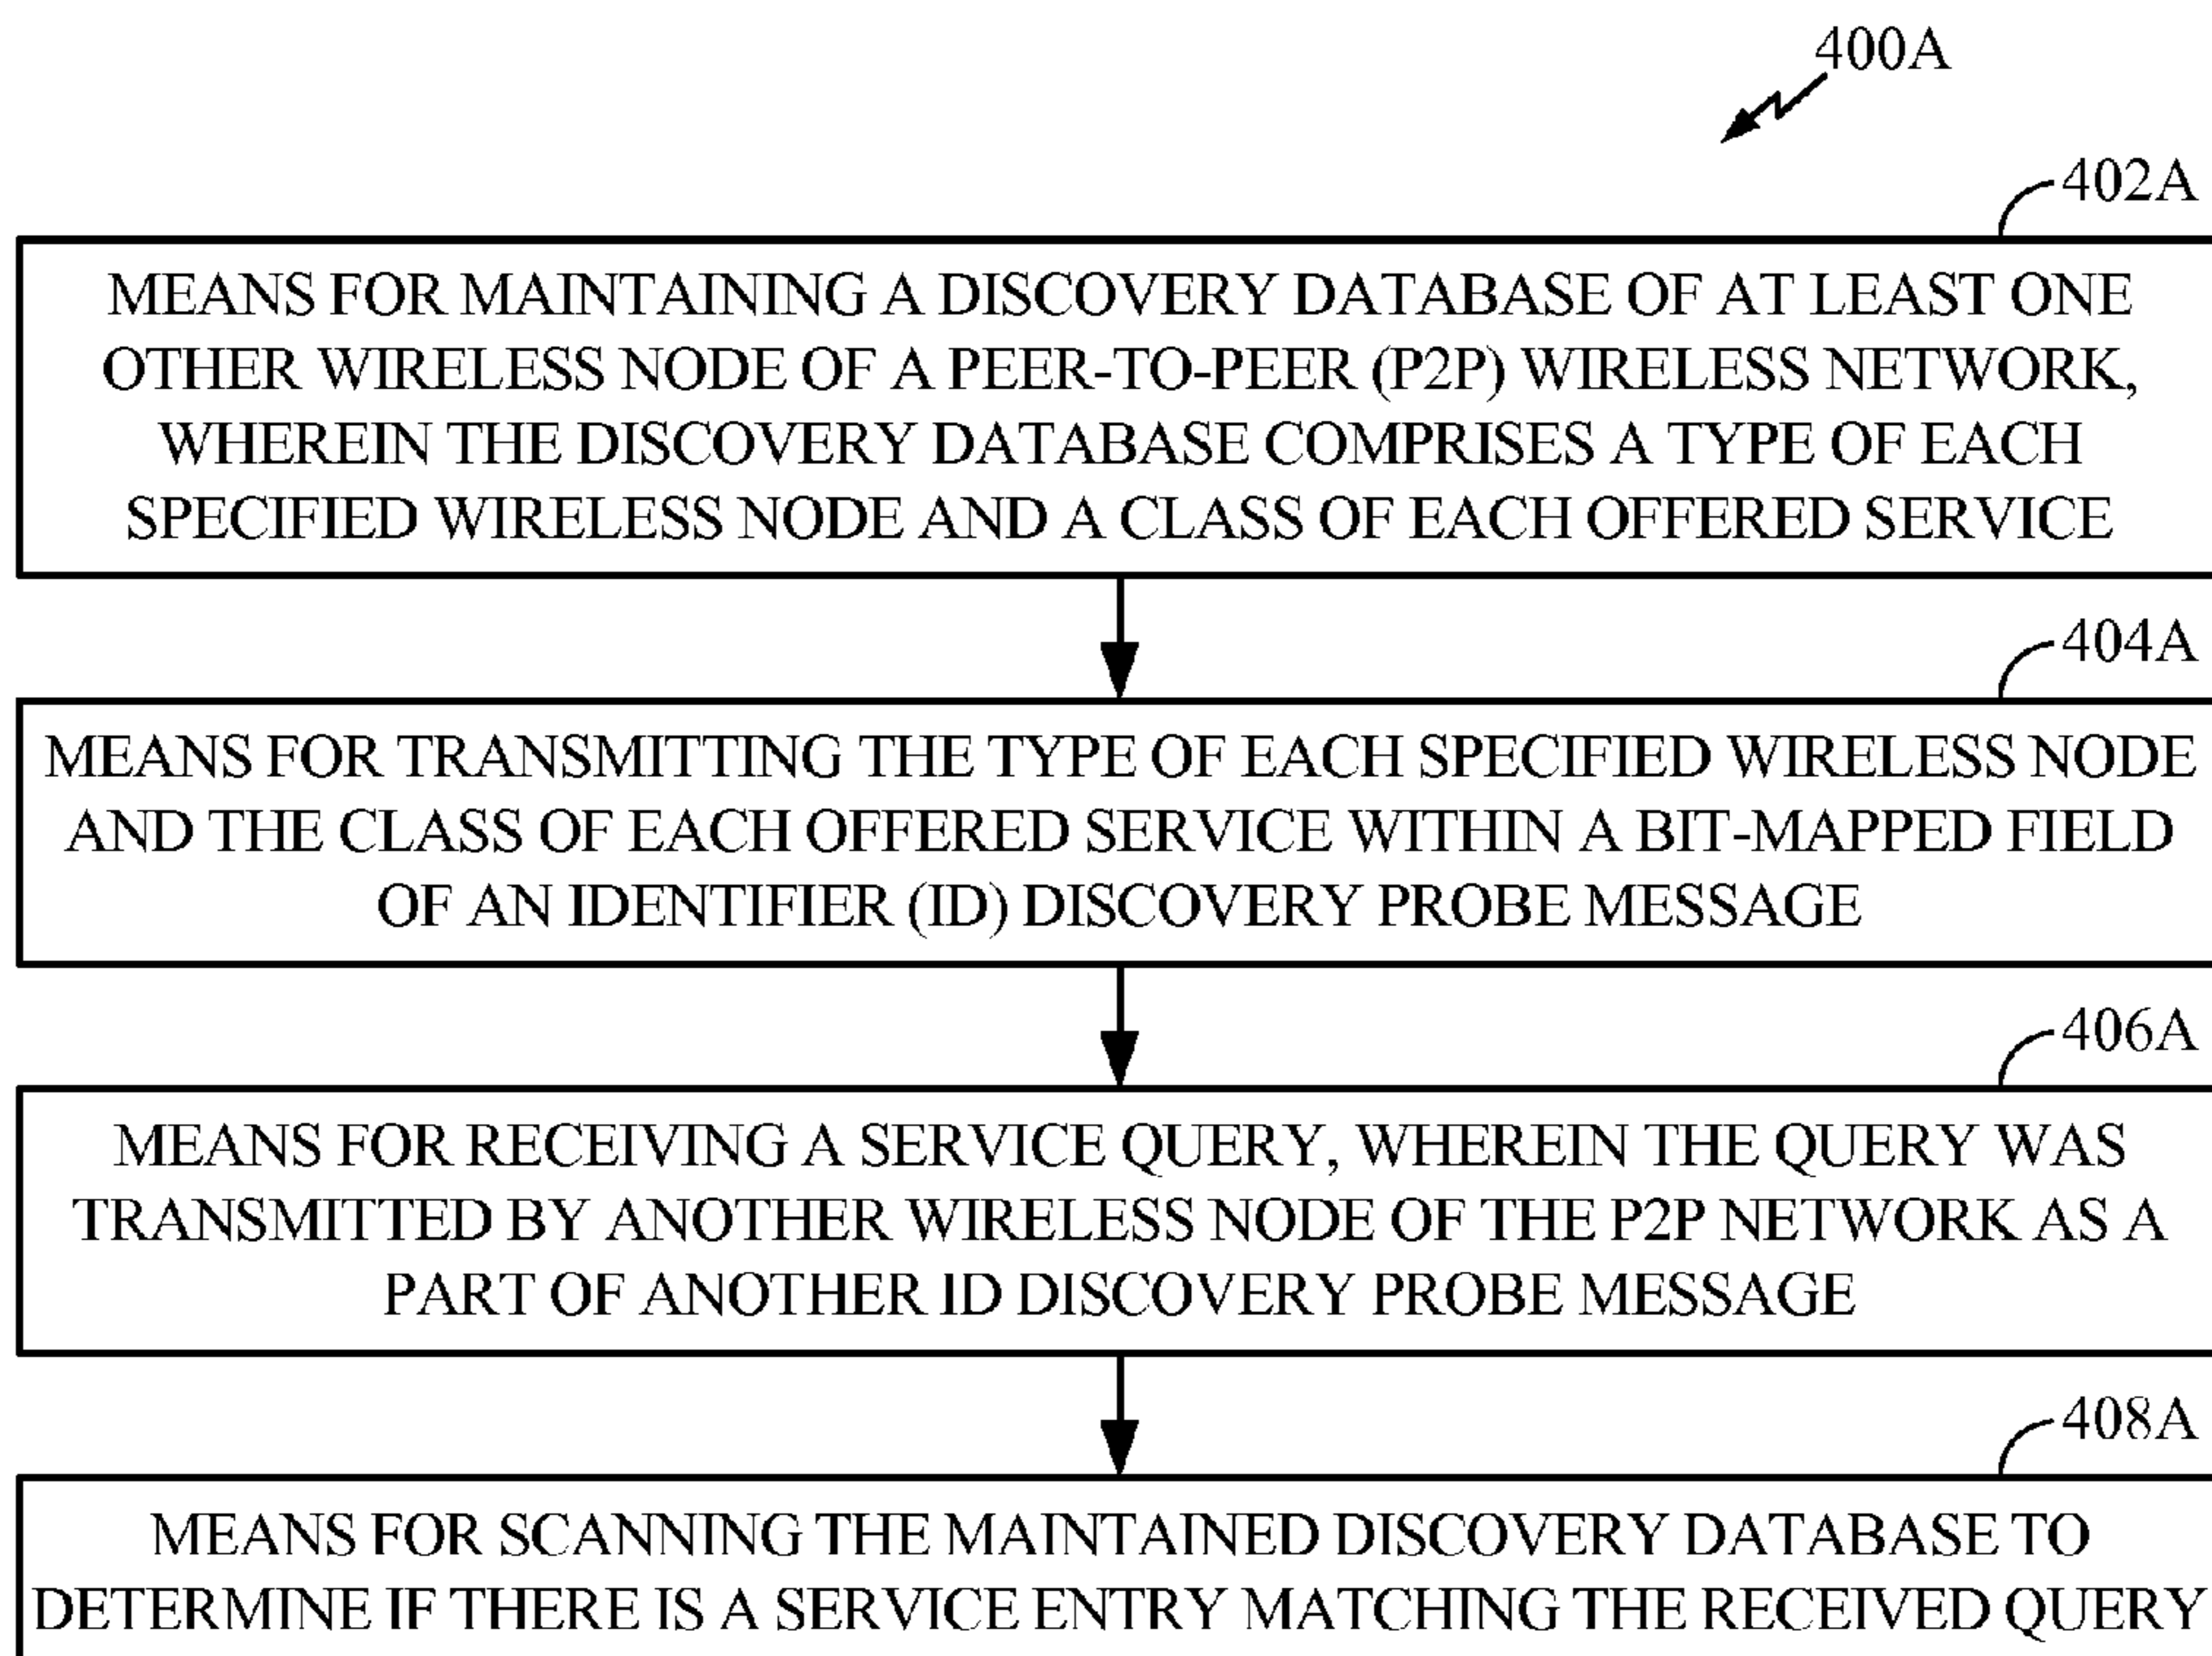 400A
402A
MEANS FOR MAINTAINING A DISCOVERY DATABASE OF AT LEAST ONE
OTHER WIRELESS NODE OF A PEER-TO-PEER (P2P) WIRELESS NETWORK,
WHEREIN THE DISCOVERY DATABASE COMPRISES A TYPE OF EACH
SPECIFIED WIRELESS NODE AND A CLASS OF EACH OFFERED SERVICE
404A
MEANS FOR TRANSMITTING THE TYPE OF EACH SPECIFIED WIRELESS NODE
AND THE CLASS OF EACH OFFERED SERVICE WITHIN A BIT-MAPPED FIELD
OF AN IDENTIFIER (ID) DISCOVERY PROBE MESSAGE
406A
MEANS FOR RECEIVING A SERVICE QUERY, WHEREIN THE QUERY WAS
TRANSMITTED BY ANOTHER WIRELESS NODE OF THE P2P NETWORK AS A
PART OF ANOTHER ID DISCOVERY PROBE MESSAGE
408A
MEANS FOR SCANNING THE MAINTAINED DISCOVERY DATABASE TO
DETERMINE IF THERE IS A SERVICE ENTRY MATCHING THE RECEIVED QUERY